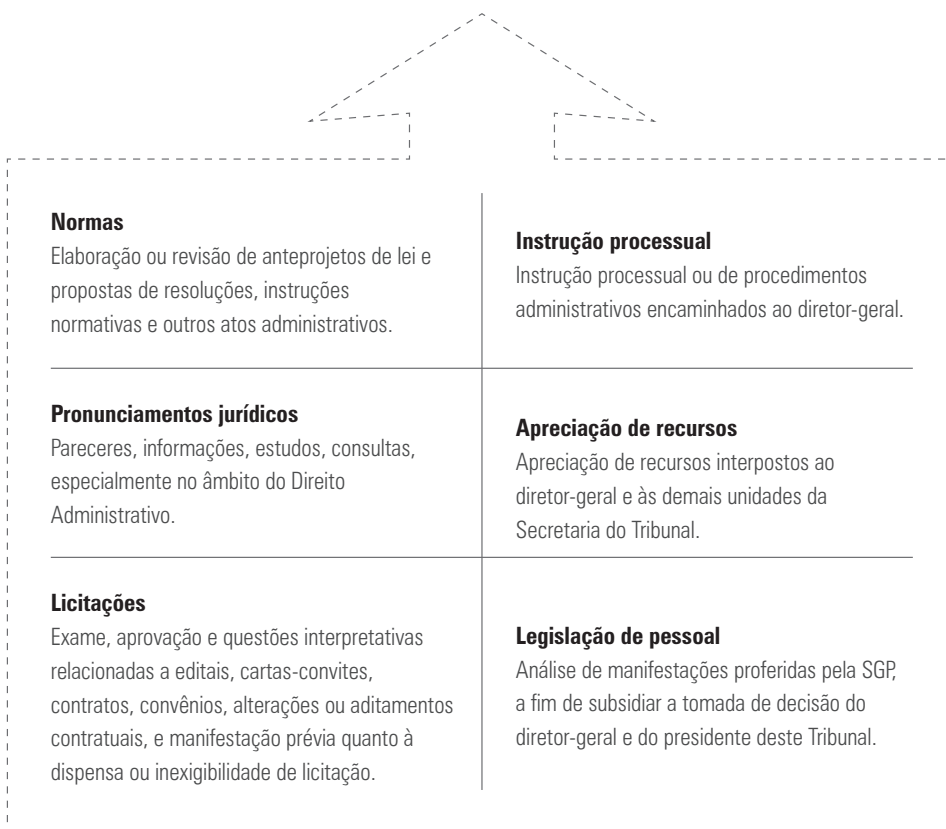 Normas
Elaboração ou revisão de anteprojetos de lei e
propostas de resoluções, instruções
normativas e outros atos administrativos.
Instrução processual
Instrução processual ou de procedimentos
administrativos encaminhados ao diretor-geral.
Pronunciamentos jurídicos
Pareceres, informações, estudos, consultas,
especialmente no âmbito do Direito
Administrativo.
Apreciação de recursos
Apreciação de recursos interpostos ao
diretor-geral e às demais unidades da
Secretaria do Tribunal.
Licitações
Exame, aprovação e questões interpretativas
relacionadas a editais, cartas-convites,
contratos, convênios, alterações ou aditamentos
contratuais, e manifestação prévia quanto à
dispensa ou inexigibilidade de licitação.
Legislação de pessoal
Análise de manifestações proferidas pela SGP,
a fim de subsidiar a tomada de decisão do
diretor-geral e do presidente deste Tribunal.